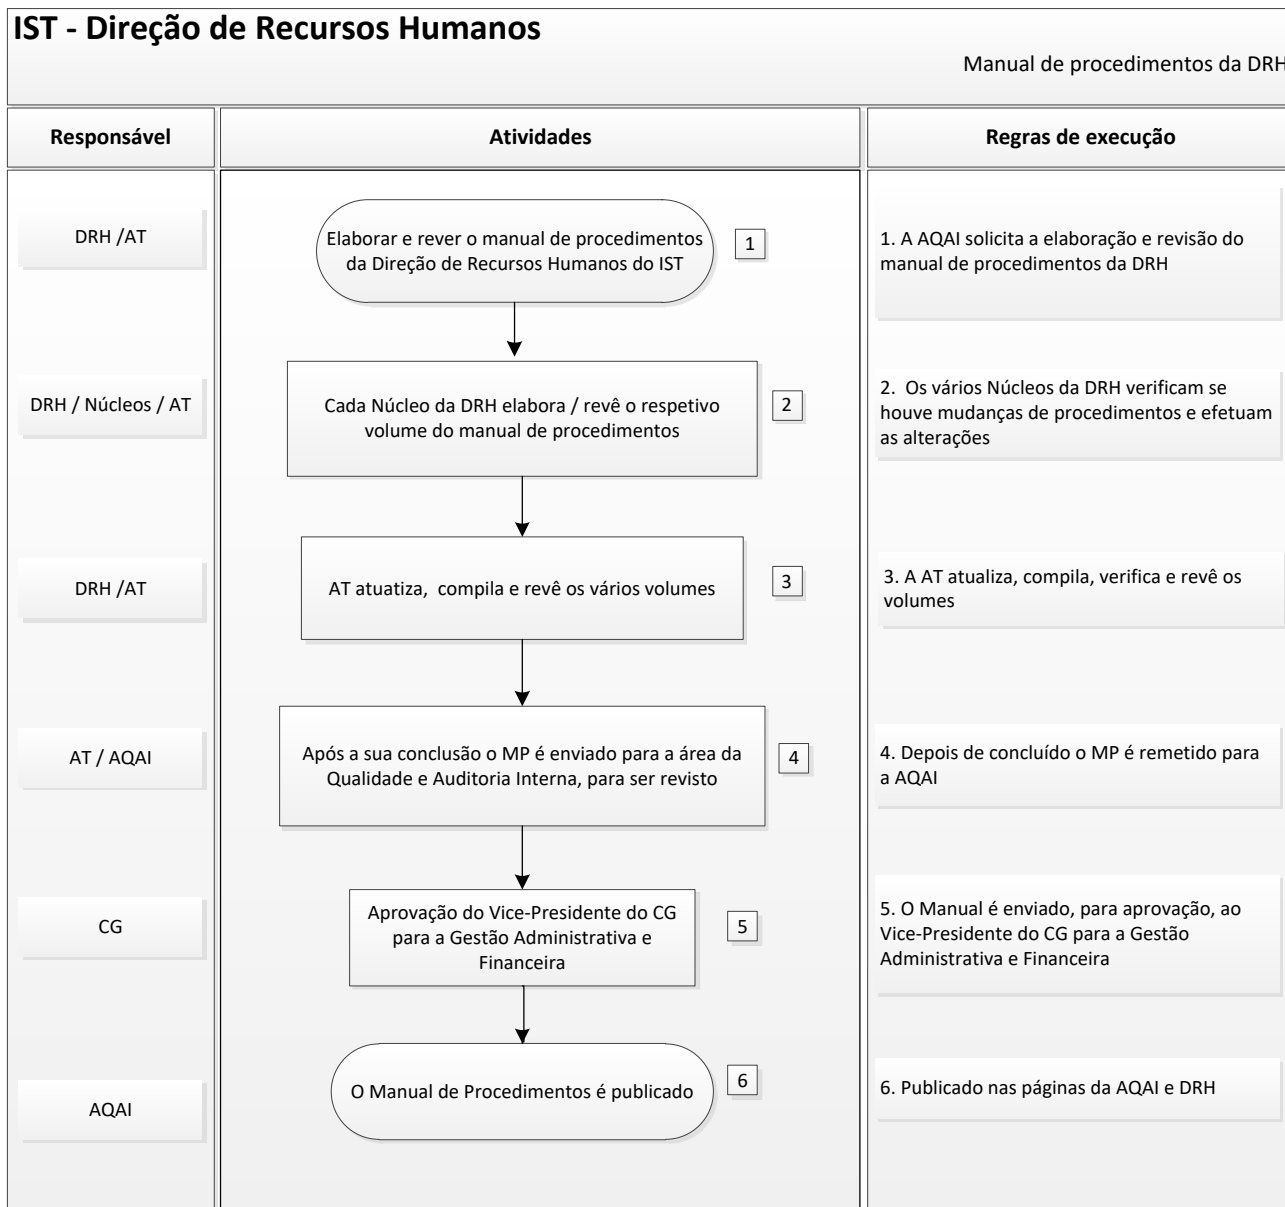 IST - Direção de Recursos Humanos
Manual de procedimentos da DRH
Responsável
Atividades
Regras de execução
DRH /AT
Elaborar e rever o manual de procedimentos
da Direção de Recursos Humanos do IST
1
1. A AQAI solicita a elaboração e revisão do
manual de procedimentos da DRH
DRH / Núcleos / AT
Cada Núcleo da DRH elabora / revê o respetivo
volume do manual de procedimentos
2
2.  Os vários Núcleos da DRH verificam se
houve mudanças de procedimentos e efetuam
as alterações
DRH /AT
AT atuatiza,  compila e revê os vários volumes
3
3. A AT atualiza, compila, verifica e revê os
volumes
AT / AQAI
Após a sua conclusão o MP é enviado para a área da
Qualidade e Auditoria Interna, para ser revisto
4
4. Depois de concluído o MP é remetido para
a AQAI
CG
Aprovação do Vice-Presidente do CG
para a Gestão Administrativa e
Financeira
5
5. O Manual é enviado, para aprovação, ao
Vice-Presidente do CG para a Gestão
Administrativa e Financeira
AQAI
O Manual de Procedimentos é publicado
6
6. Publicado nas páginas da AQAI e DRH